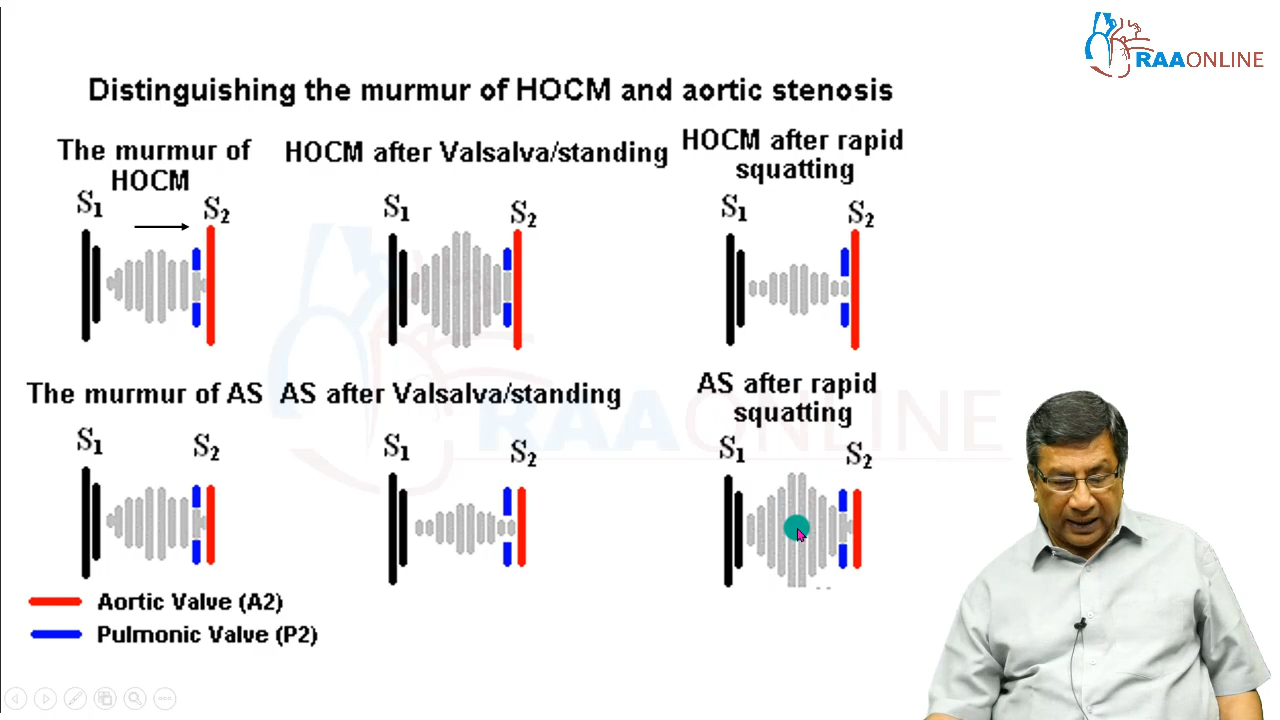 RAAONLINE
Distinguishing the murmur of HOCM and aortic stenosis
The murmur of
HOCM
S1
S2
HOCM after Valsalva/standing
S1
S2
HOCM after rapid
squatting
S1
S2
RAAONLINE
The murmur of AS
S1
S2
AS after Valsalva/standing
S1
S2
AS after rapid
squatting
S1
S2
Aortic Valve (A2)
Pulmonic Valve (P2)